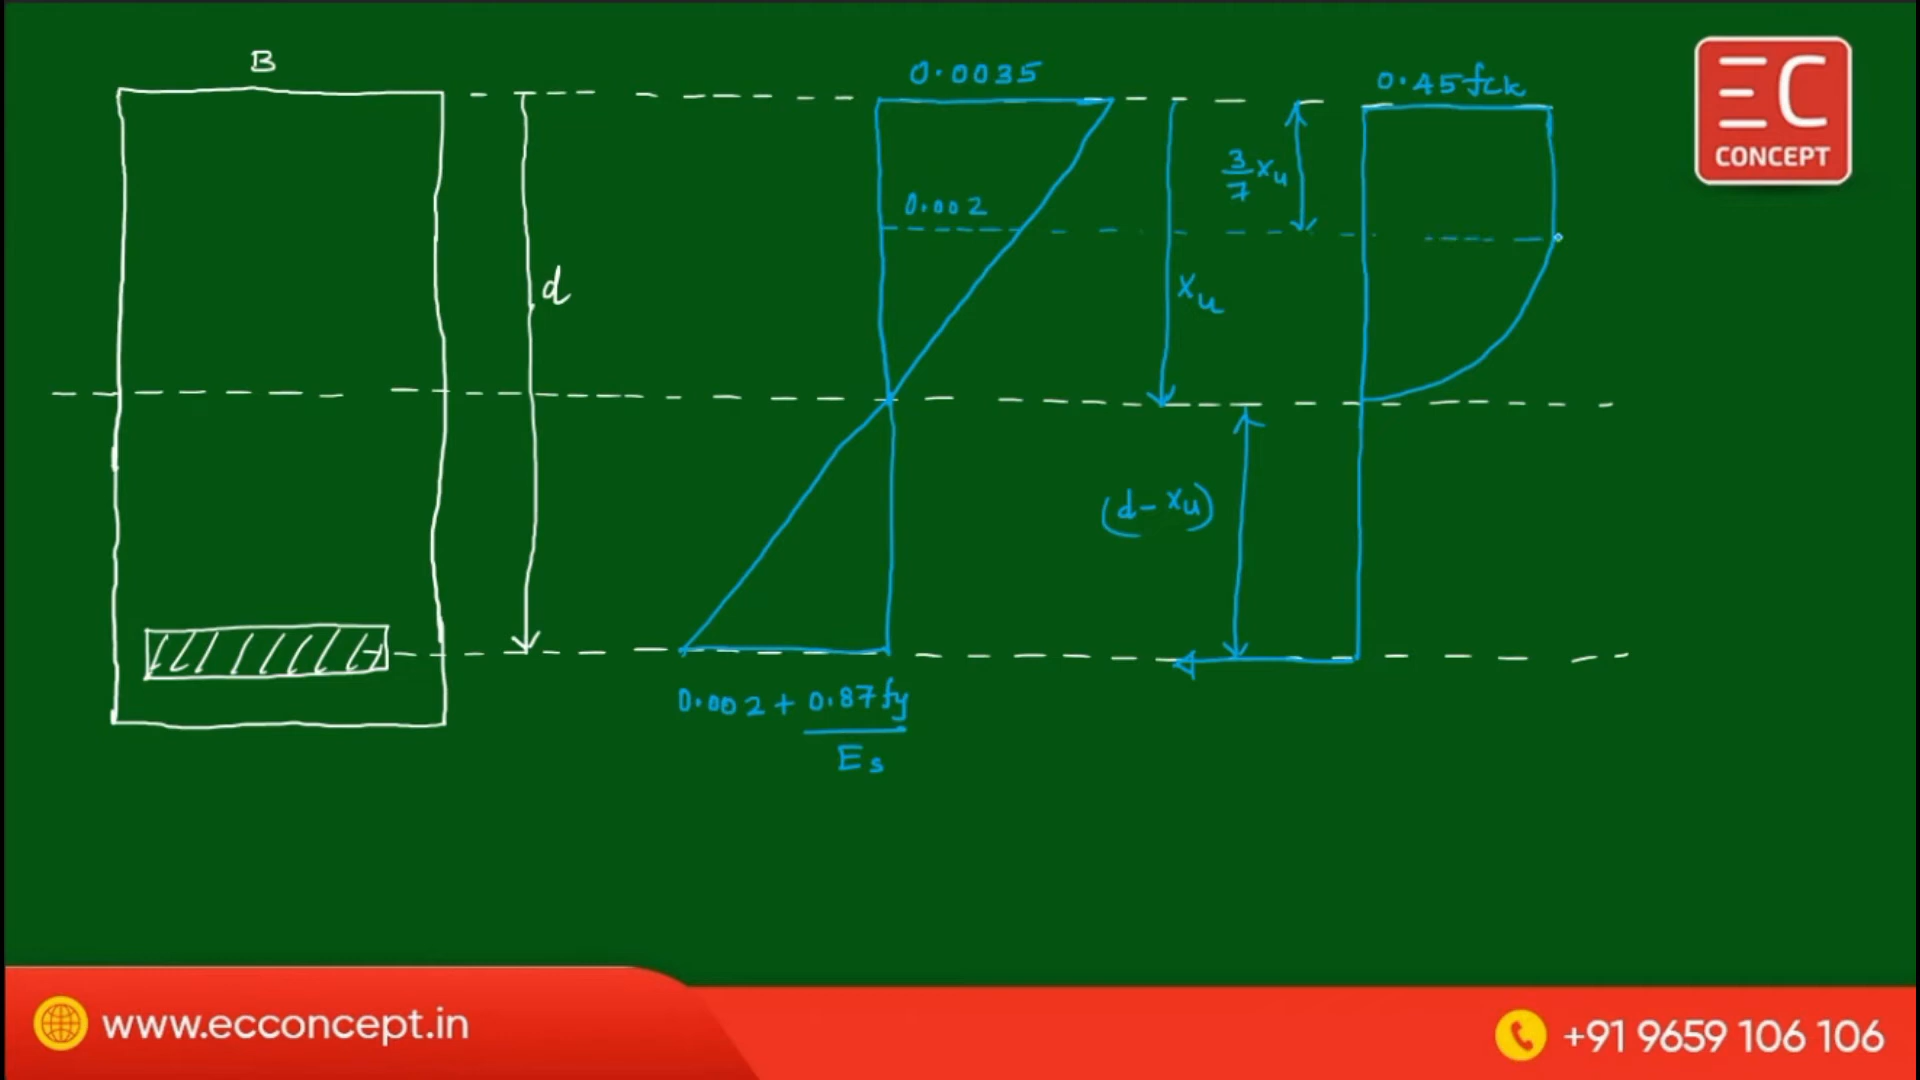 B
0.0035
0.45fck
EC
CONCEPT
3/7 xu
0.002
d
xu
(d - xu)
0.002 + 0.87fy
Es
www.ecconcept.in
+91 9659 106 106